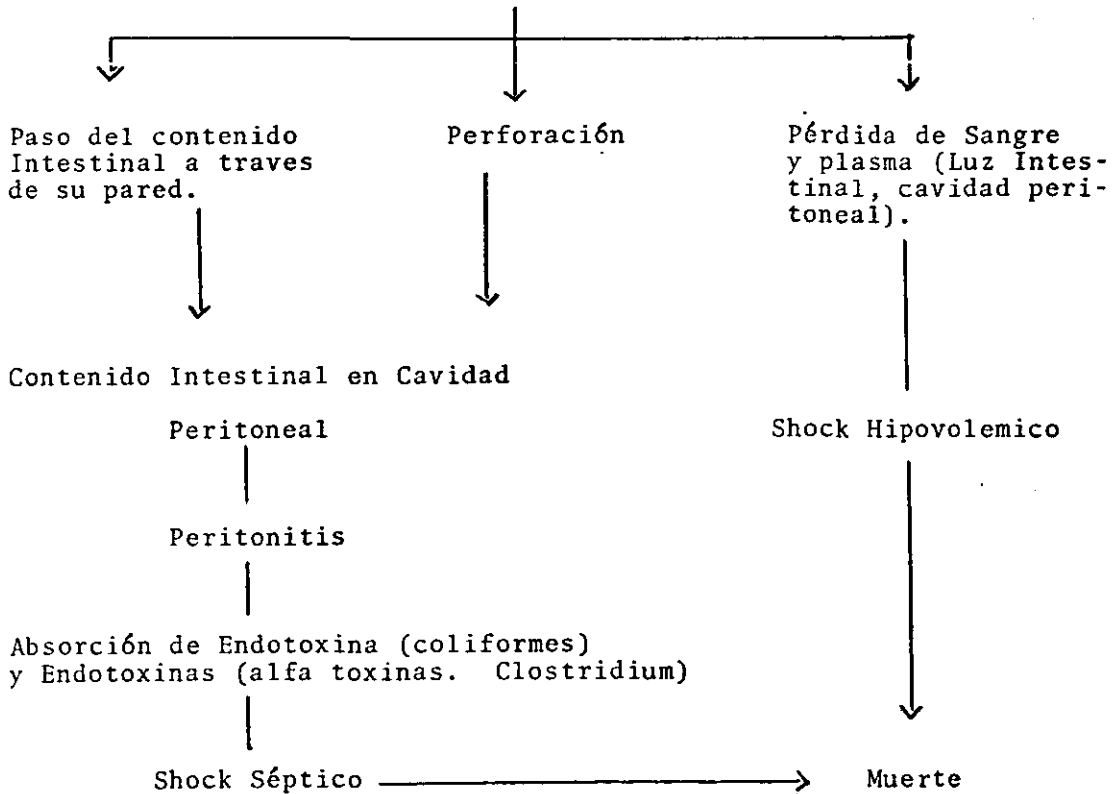 Paso del contenido
Intestinal a traves
de su pared.
Perforación
Pérdida de Sangre
y plasma (Luz Intes-
tinal, cavidad peri-
toneal).
Contenido Intestinal en Cavidad
Peritoneal
Shock Hipovolemico
Peritonitis
Absorción de Endotoxina (coliformes)
y Endotoxinas (alfa toxinas. Clostridium)
Shock Séptico
Muerte